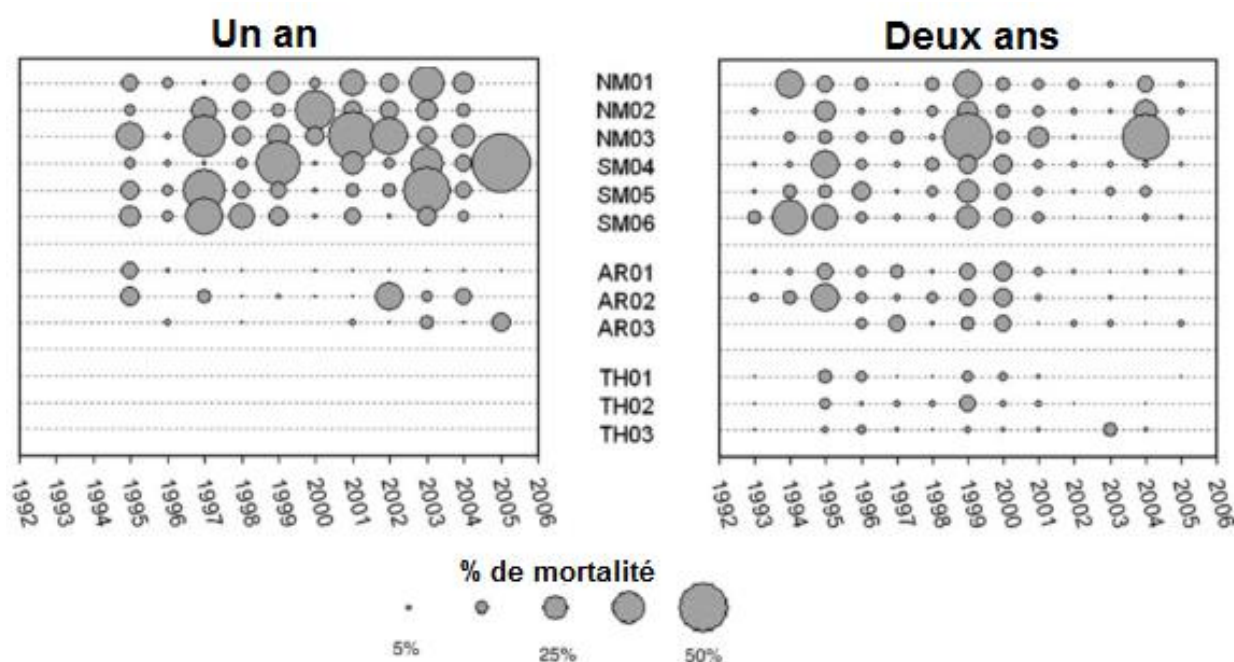 Un an
Deux ans
NM01
NM02
NM03
SM04
SM05
SM06
AR01
AR02
AR03
TH01
TH02
TH03
1992 1993 1994 1995 1996 1997 1998 1999 2000 2001 2002 2003 2004 2005 2006
1992 1993 1994 1995 1996 1997 1998 1999 2000 2001 2002 2003 2004 2005 2006
% de mortalité
5% 25% 50%